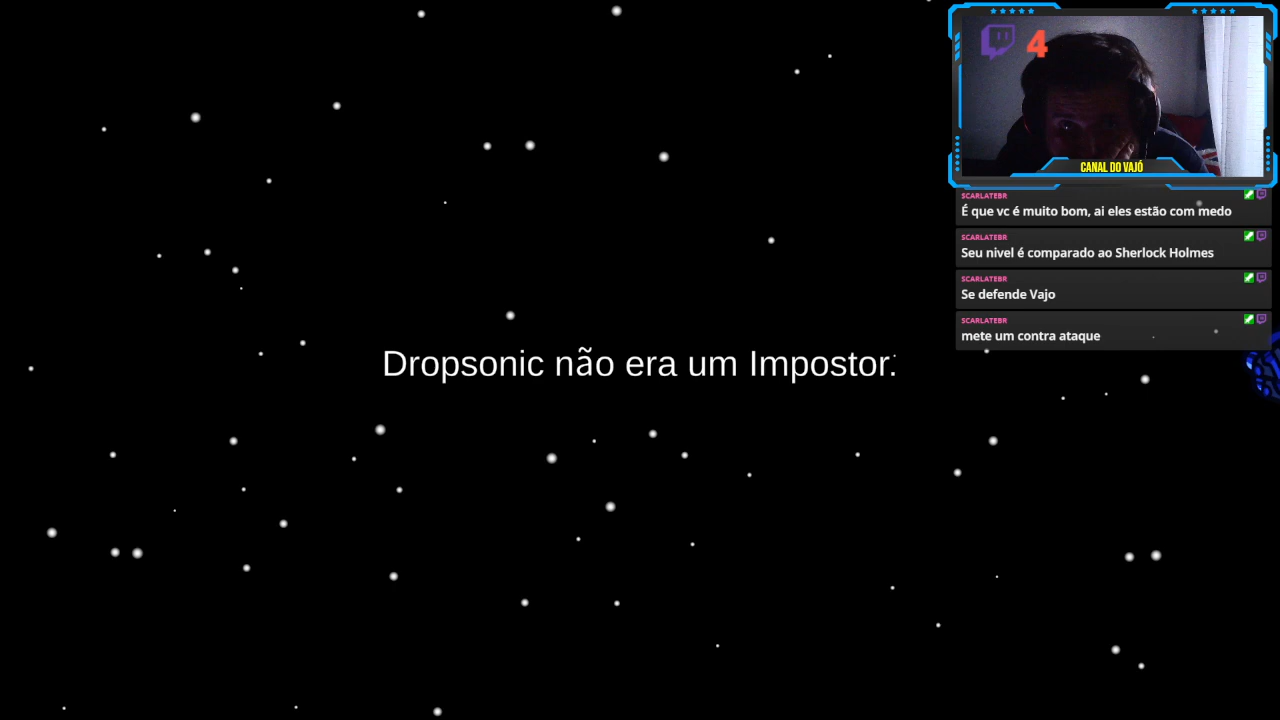 4
CANAL DO VAJÓ
SCARLATEBR
É que vc é muito bom, ai eles estão com medo
SCARLATEBR
Seu nivel é comparado ao Sherlock Holmes
SCARLATEBR
Se defende Vajo
SCARLATEBR
mete um contra ataque
Dropsonic não era um Impostor.